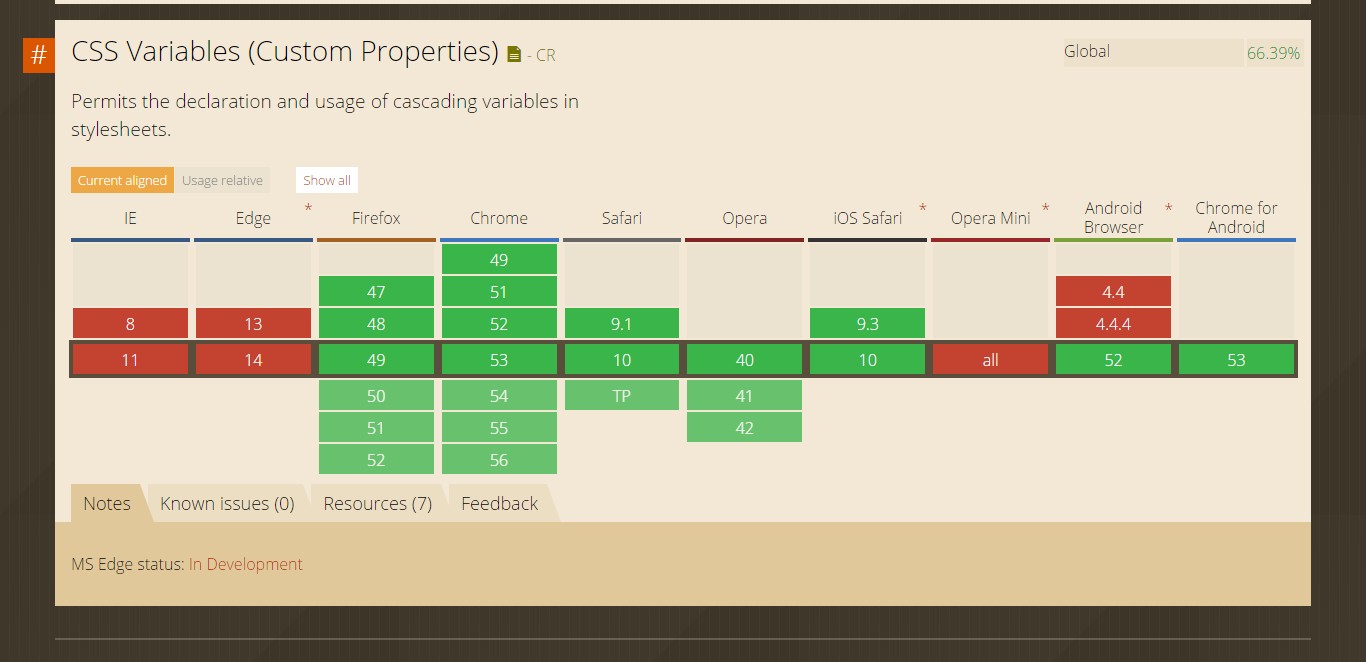 #
CSS Variables (Custom Properties) - CR
Global 66.39%
Permits the declaration and usage of cascading variables in
stylesheets.
Current aligned Usage relative Show all
IE Edge * Firefox Chrome Safari Opera iOS Safari * Opera Mini * Android Browser * Chrome for Android
49
47 51 4.4
8 13 48 52 9.1 9.3 4.4.4
11 14 49 53 10 40 10 all 52 53
50 54 TP 41
51 55 42
52 56
Notes Known issues (0) Resources (7) Feedback
MS Edge status: In Development